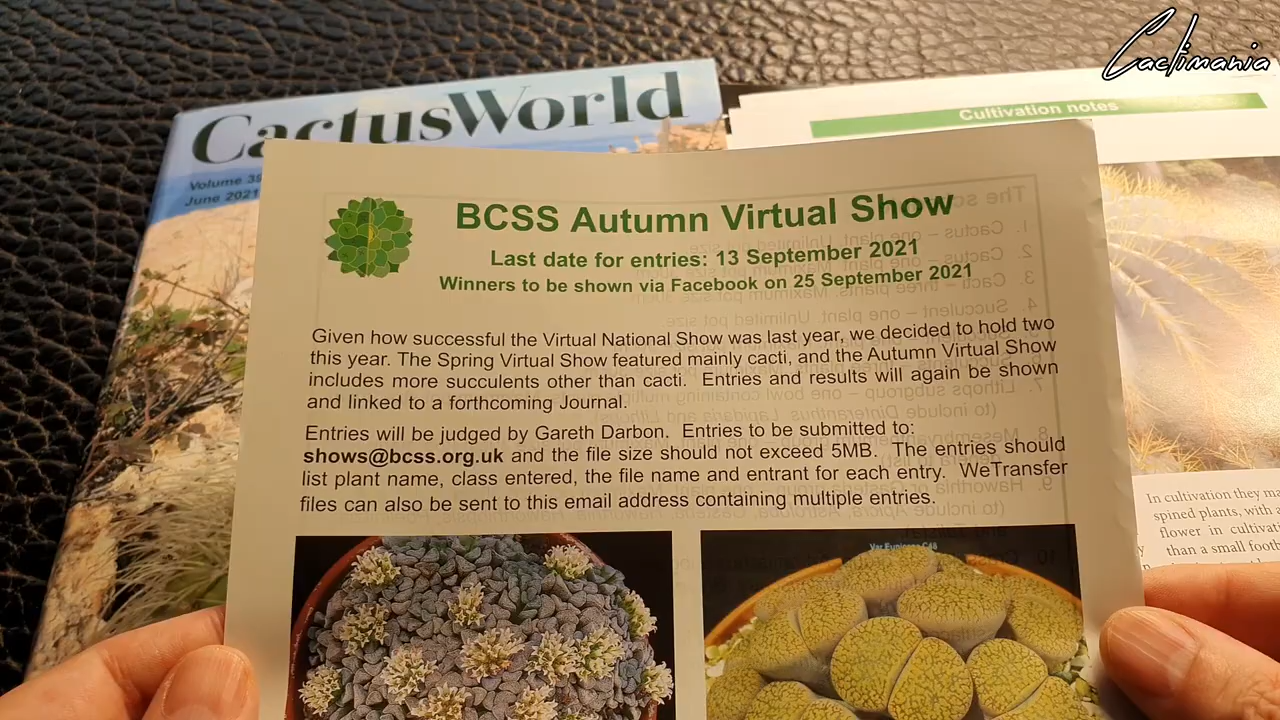 Cactimania
CactusWorld
Volume 39
June 2021
Cultivation notes
BCSS Autumn Virtual Show
Last date for entries: 13 September 2021
Winners to be shown via Facebook on 25 September 2021
Given how successful the Virtual National Show was last year, we decided to hold two
this year. The Spring Virtual Show featured mainly cacti, and the Autumn Virtual Show
includes more succulents other than cacti. Entries and results will again be shown
and linked to a forthcoming Journal.
Entries will be judged by Gareth Darbon. Entries to be submitted to:
shows@bcss.org.uk and the file size should not exceed 5MB. The entries should
list plant name, class entered, the file name and entrant for each entry. WeTransfer
files can also be sent to this email address containing multiple entries.
In cultivation they
spined plants, with
flower in
than a small